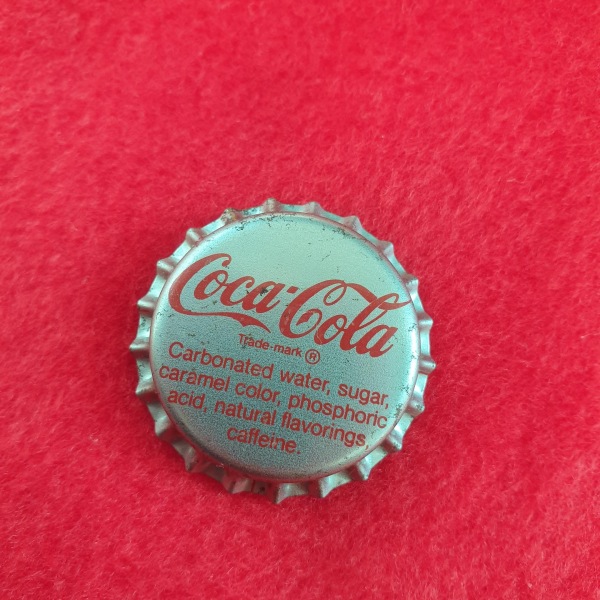 Coca-Cola
Trade-mark ®
Carbonated water, sugar,
caramel color, phosphoric
acid, natural flavorings,
caffeine.